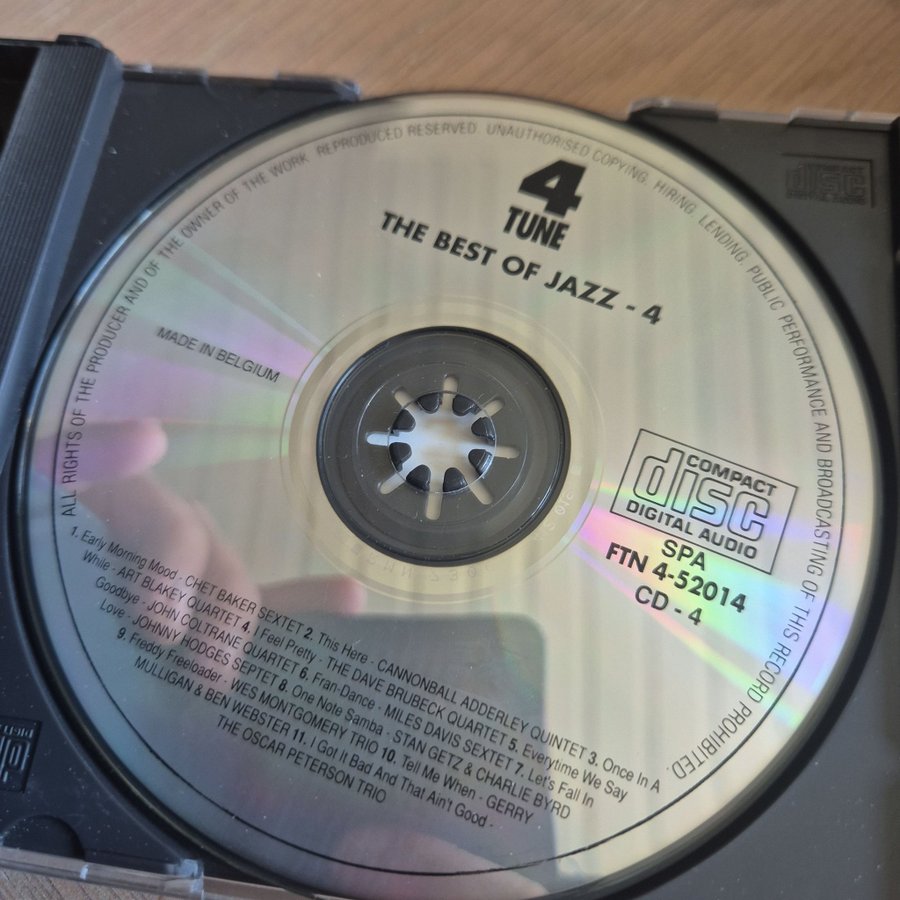 4
TUNE
THE BEST OF JAZZ - 4
MADE IN BELGIUM
COMPACT
disc
DIGITAL AUDIO
SPA
FTN 4-52014
CD - 4
1. Early Morning Mood - CHET BAKER SEXTET 2. This Here - CANNONBALL ADDERLEY QUINTET 3. Once In A
While - ART BLAKEY QUARTET 4. I Feel Pretty - THE DAVE BRUBECK QUARTET 5. Everytime We Say
Goodbye - JOHN COLTRANE QUARTET 6. Fran-Dance - MILES DAVIS SEXTET 7. Let's Fall In
Love - JOHNNY HODGES SEPTET 8. One Note Samba - STAN GETZ & CHARLIE BYRD
9. Freddy Freeloader - WES MONTGOMERY TRIO 10. Tell Me When - GERRY
MULLIGAN & BEN WEBSTER 11. I Got It Bad And That Ain't Good -
THE OSCAR PETERSON TRIO
ALL RIGHTS OF THE PRODUCER AND OF THE OWNER OF THE WORK REPRODUCED RESERVED. UNAUTHORISED COPYING, HIRING, LENDING, PUBLIC PERFORMANCE AND BROADCASTING OF THIS RECORD PROHIBITED.
COMPACT
disc
DIGITAL AUDIO